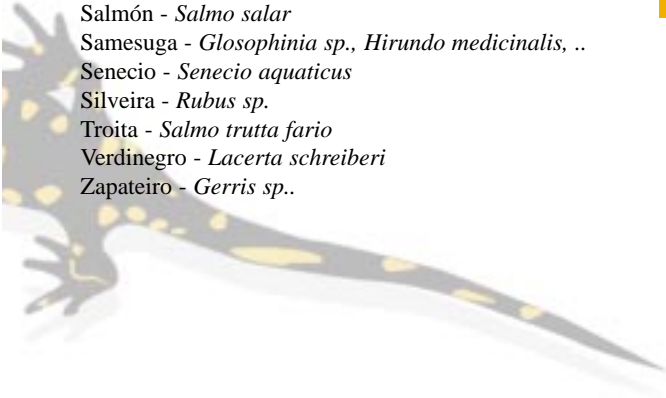 Salmón - Salmo salar
Samesuga - Glosophinia sp., Hirundo medicinalis, ..
Senecio - Senecio aquaticus
Silveira - Rubus sp.
Troita - Salmo trutta fario
Verdinegro - Lacerta schreiberi
Zapateiro - Gerris sp..